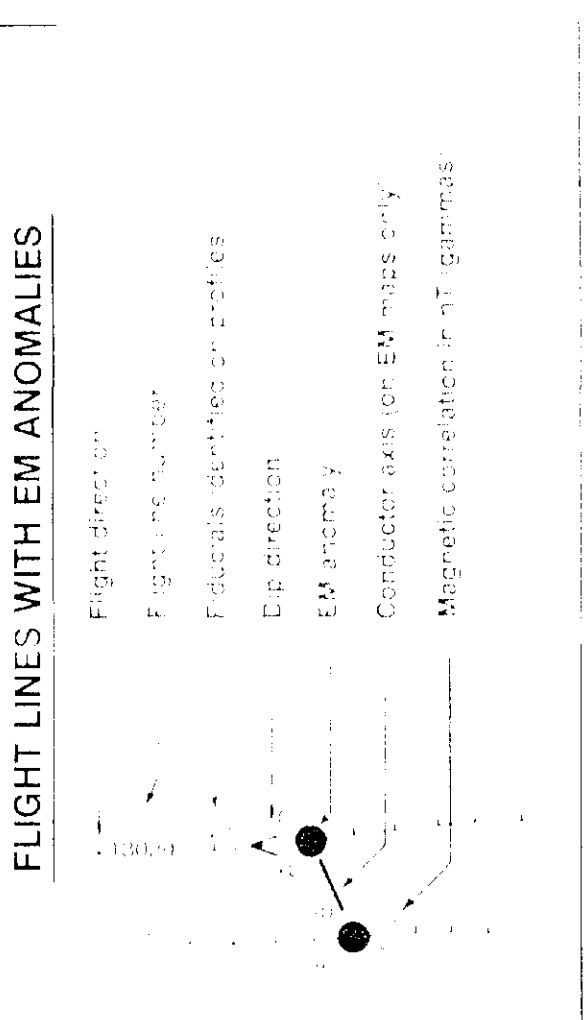 FLIGHT LINES WITH EM ANOMALIES
Flight direction
Flight line number
Fiducials identified on profiles
Dip direction
EM anomaly
Conductor axis (on EM maps only)
Magnetic correlation in nT (gammas)